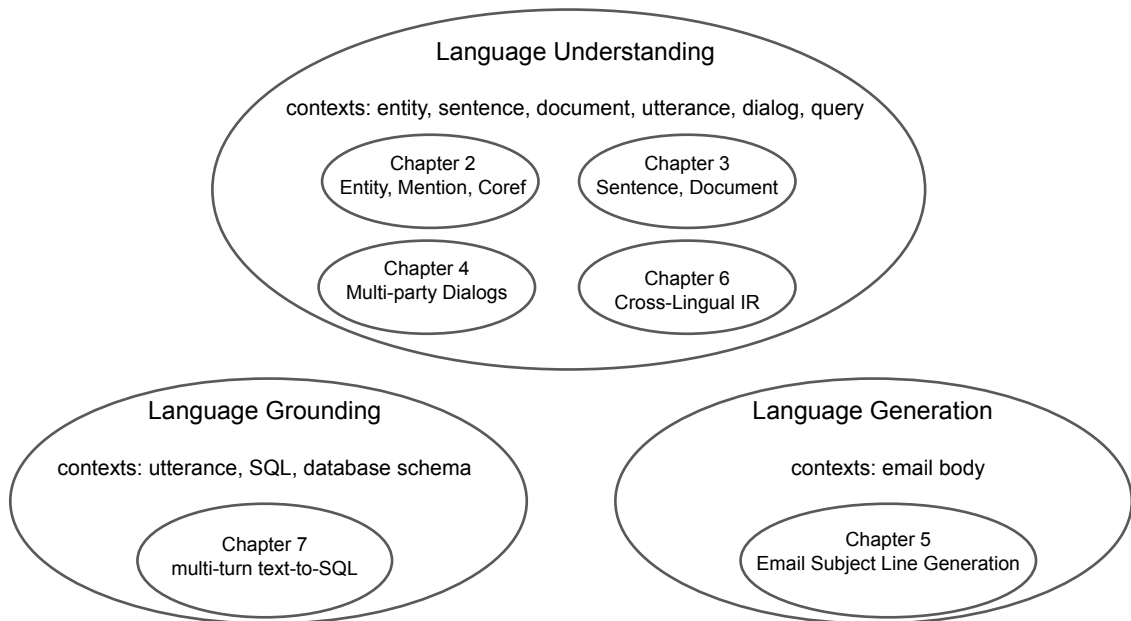 Language Understanding
contexts: entity, sentence, document, utterance, dialog, query
Chapter 2
Entity, Mention, Coref
Chapter 3
Sentence, Document
Chapter 4
Multi-party Dialogs
Chapter 6
Cross-Lingual IR
Language Grounding
contexts: utterance, SQL, database schema
Chapter 7
multi-turn text-to-SQL
Language Generation
contexts: email body
Chapter 5
Email Subject Line Generation